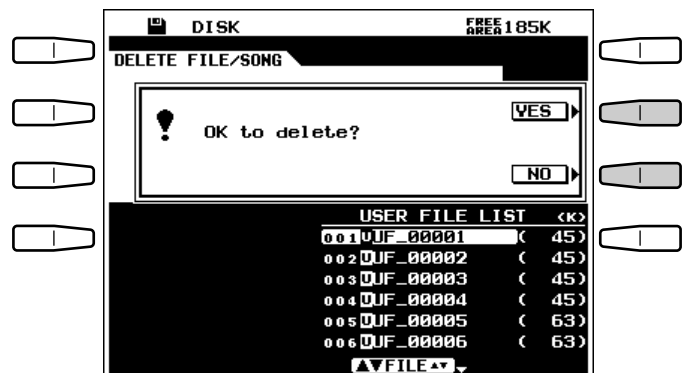 DISK FREE AREA 185K
DELETE FILE/SONG
! OK to delete?
YES
NO
USER FILE LIST (K)
001 U UF_00001 ( 45)
002 U UF_00002 ( 45)
003 U UF_00003 ( 45)
004 U UF_00004 ( 45)
005 U UF_00005 ( 63)
006 U UF_00006 ( 63)
▲▼FILE▲▼